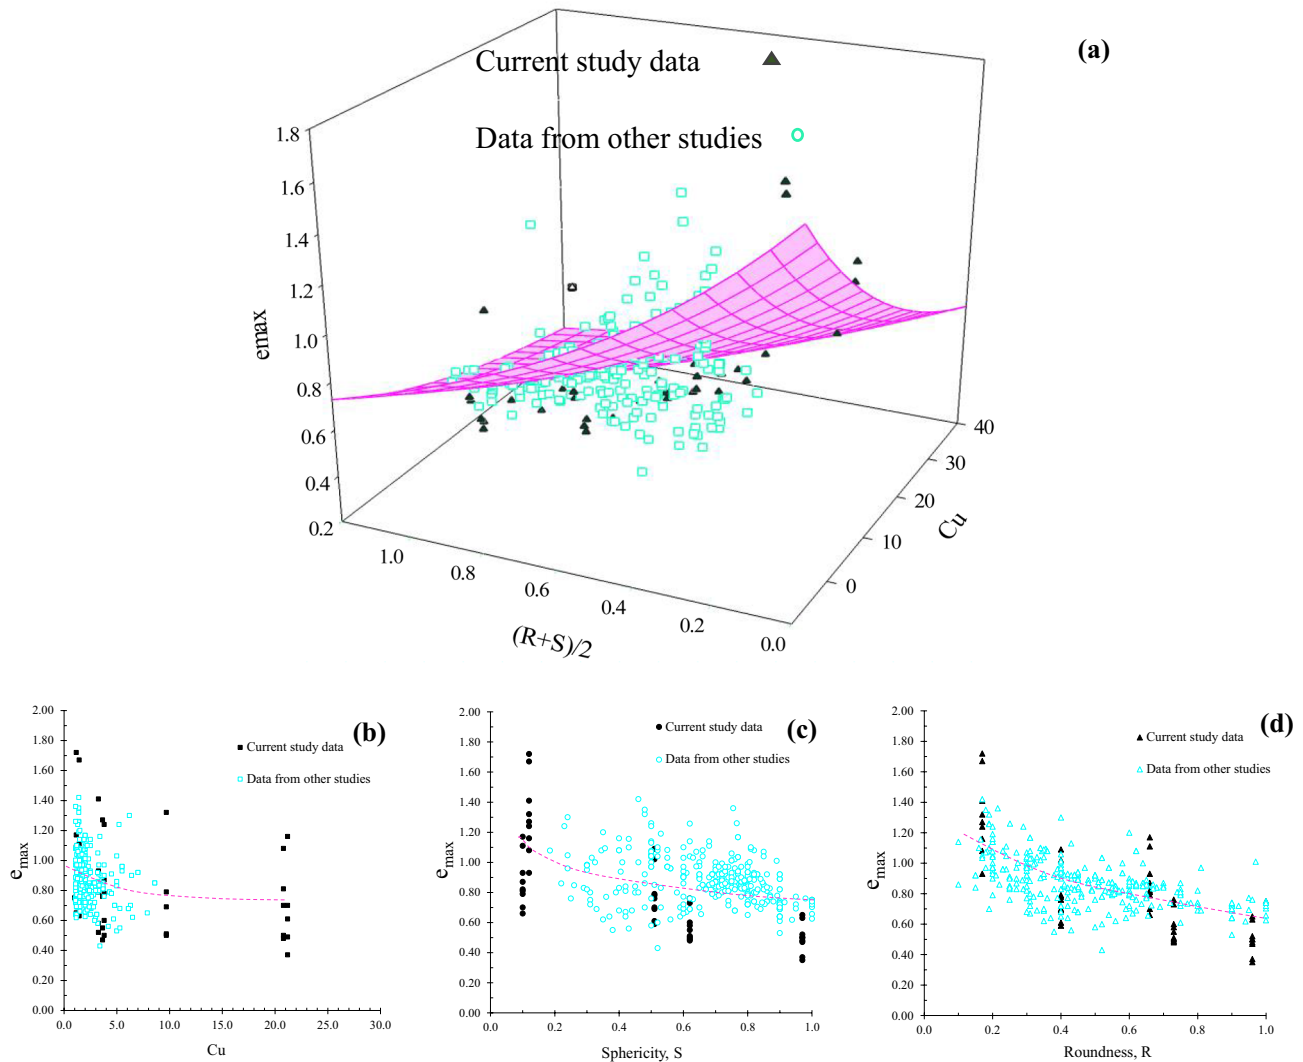 (a)
Current study data
Data from other studies
1.8
1.6
1.4
1.2
1.0
0.8
0.6
0.4
0.2
emax
1.0
0.8
0.6
0.4
0.2
0.0
(R+S)/2
40
30
20
10
0
Cu
(b)
Current study data
Data from other studies
2.00
1.80
1.60
1.40
1.20
1.00
0.80
0.60
0.40
0.20
0.00
emax
0.0 5.0 10.0 15.0 20.0 25.0 30.0
Cu
(c)
Current study data
Data from other studies
2.00
1.80
1.60
1.40
1.20
1.00
0.80
0.60
0.40
0.20
0.00
emax
0.0 0.2 0.4 0.6 0.8 1.0
Sphericity, S
(d)
Current study data
Data from other studies
2.00
1.80
1.60
1.40
1.20
1.00
0.80
0.60
0.40
0.20
0.00
emax
0.0 0.2 0.4 0.6 0.8 1.0
Roundness, R